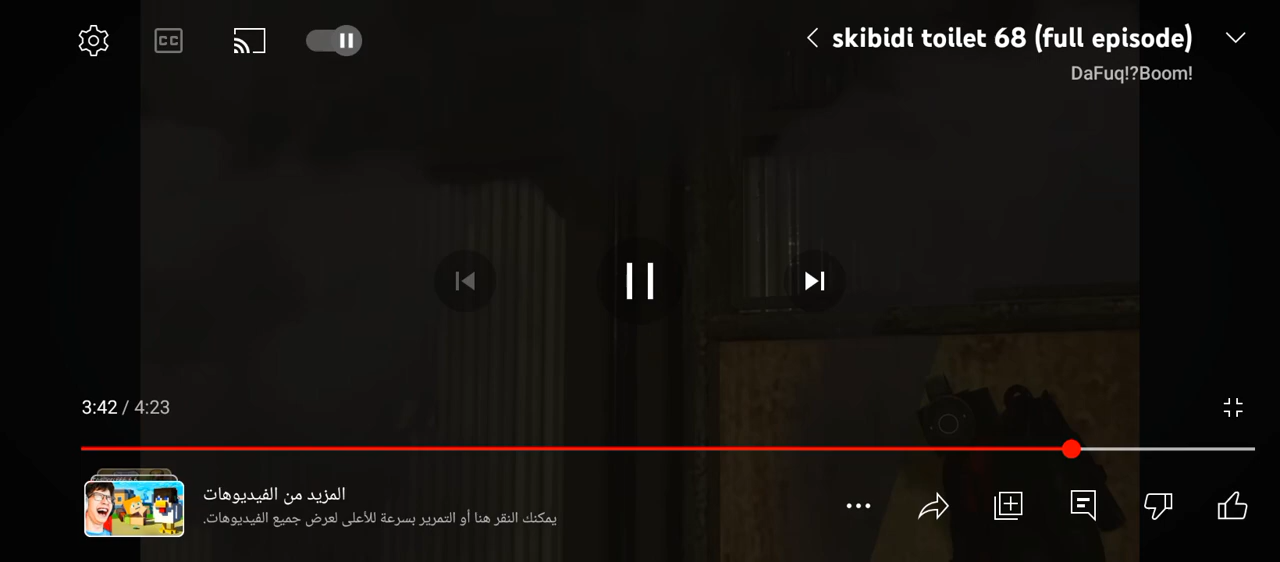 skibidi toilet 68 (full episode)
DaFuq!?Boom!
CC
3:42 / 4:23
المزيد من الفيديوهات
يمكنك النقر هنا أو التمرير بسرعة للأعلى لعرض جميع الفيديوهات.